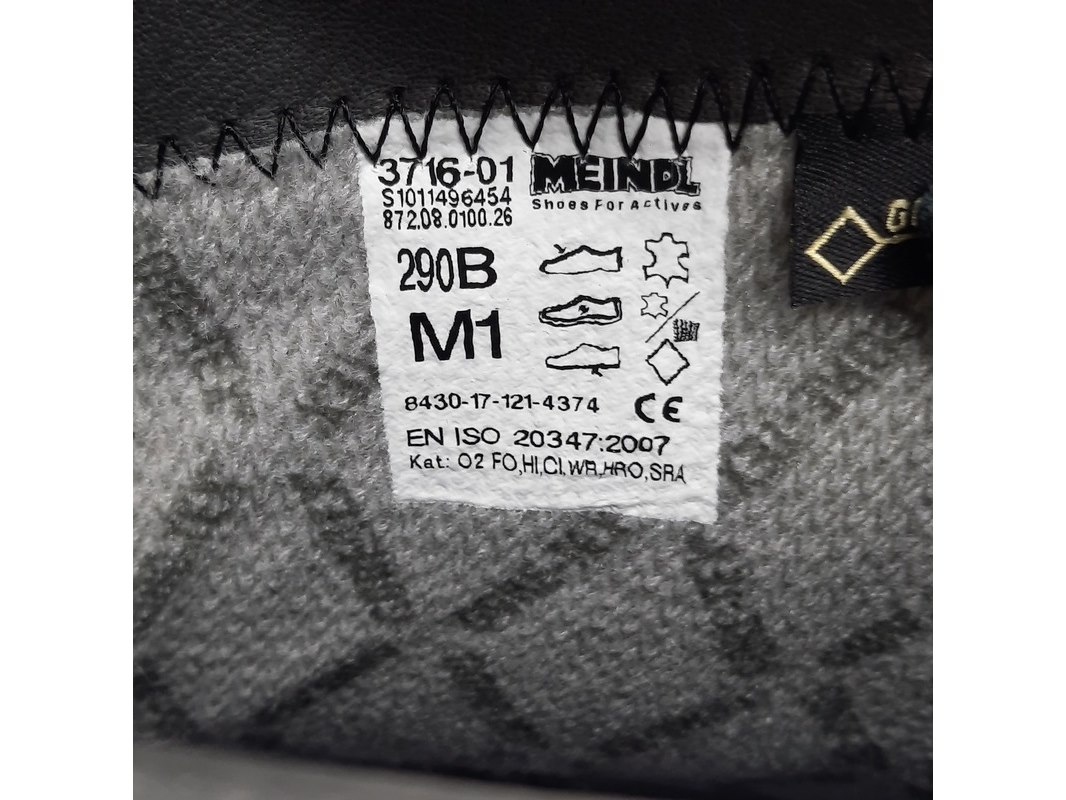 3716-01
S1011496454
872.08.0100.26
MEINDL
Shoes For Actives
290B
M1
8430-17-121-4374 CE
EN ISO 20347:2007
Kat: O2 FO,HI,CI,WR,HRO,SRA